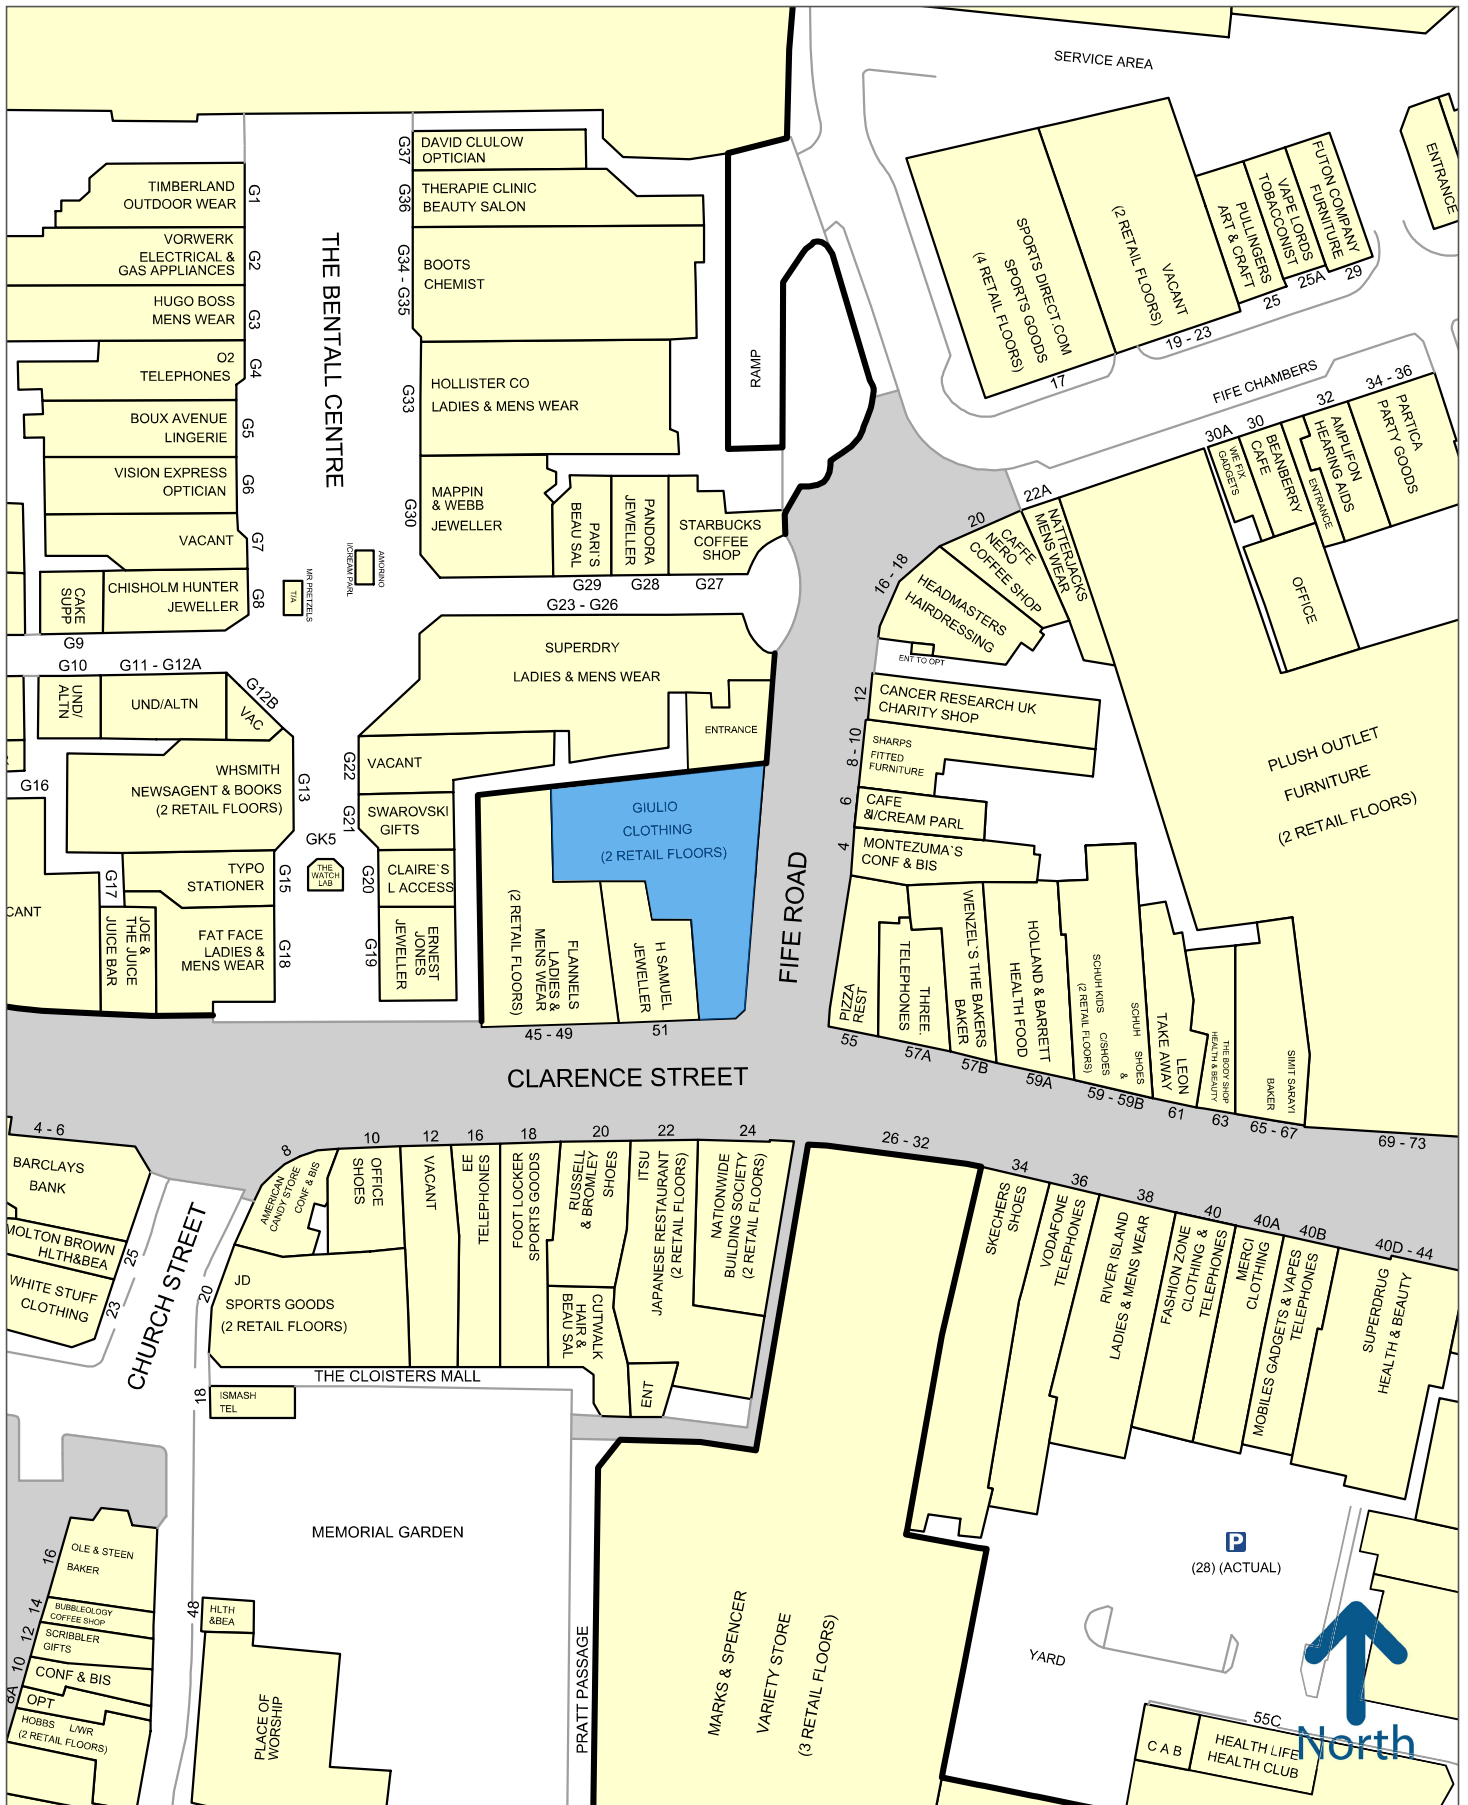 SERVICE AREA
ENTRANCE
G37
DAVID CLULOW
OPTICIAN
G36
THERAPIE CLINIC
BEAUTY SALON
G34 - G35
BOOTS
CHEMIST
G33
HOLLISTER CO
LADIES & MENS WEAR
G30
MAPPIN
& WEBB
JEWELLER
PARI`S
BEAU SAL
G29
PANDORA
JEWELLER
G28
STARBUCKS
COFFEE
SHOP
G27
TIMBERLAND
OUTDOOR WEAR
G1
VORWERK
ELECTRICAL &
GAS APPLIANCES
G2
HUGO BOSS
MENS WEAR
G3
O2
TELEPHONES
G4
BOUX AVENUE
LINGERIE
G5
VISION EXPRESS
OPTICIAN
G6
VACANT
G7
CAKE
SUPP
G9
CHISHOLM HUNTER
JEWELLER
G8
THE BENTALL CENTRE
AMORINO
I/CREAM PARL
MR PRETZELS
T/A
RAMP
SPORTS DIRECT.COM
SPORTS GOODS
(4 RETAIL FLOORS)
17
VACANT
(2 RETAIL FLOORS)
19 - 23
PULLINGERS
ART & CRAFT
25
VAPE LORDS
TOBACCONIST
25A
FUTON COMPANY
FURNITURE
29
FIFE CHAMBERS
30A
WE FIX
GADGETS
30
BEANBERRY
CAFE
ENTRANCE
32
AMPLIFON
HEARING AIDS
34 - 36
PARTICA
PARTY GOODS
OFFICE
22A
NATTERJACKS
MENS WEAR
20
CAFFE
NERO
COFFEE SHOP
16 - 18
HEADMASTERS
HAIRDRESSING
ENT TO OPT
12
CANCER RESEARCH UK
CHARITY SHOP
8 - 10
SHARPS
FITTED
FURNITURE
6
CAFE
&I/CREAM PARL
4
MONTEZUMA`S
CONF & BIS
PLUSH OUTLET
FURNITURE
(2 RETAIL FLOORS)
G23 - G26
SUPERDRY
LADIES & MENS WEAR
ENTRANCE
G10
UND/
ALTN
G11 - G12A
UND/ALTN
G12B
VAC
G16
WHSMITH
NEWSAGENT & BOOKS
(2 RETAIL FLOORS)
G13
G22
VACANT
G21
SWAROVSKI
GIFTS
GK5
THE
WATCH
LAB
G20
CLAIRE`S
L ACCESS
G19
ERNEST
JONES
JEWELLER
TYPO
STATIONER
G15
G17
JOE &
THE JUICE
JUICE BAR
FAT FACE
LADIES &
MENS WEAR
G18
CANT
GIULIO
CLOTHING
(2 RETAIL FLOORS)
FLANNELS
LADIES &
MENS WEAR
(2 RETAIL FLOORS)
45 - 49
H SAMUEL
JEWELLER
51
FIFE ROAD
PIZZA
REST
55
THREE.
TELEPHONES
57A
WENZEL`S THE BAKERS
BAKER
57B
HOLLAND & BARRETT
HEALTH FOOD
59A
SCHUH SHOES
&
SCHUH KIDS C/SHOES
(2 RETAIL FLOORS)
59 - 59B
LEON
TAKE AWAY
61
THE BODY SHOP
HEALTH & BEAUTY
63
SIMIT SARAYI
BAKER
65 - 67
69 - 73
CLARENCE STREET
4 - 6
BARCLAYS
BANK
MOLTON BROWN
HLTH&BEA
25
WHITE STUFF
CLOTHING
23
CHURCH STREET
8
AMERICAN
CANDY STORE
CONF & BIS
10
OFFICE
SHOES
12
VACANT
16
EE
TELEPHONES
18
FOOT LOCKER
SPORTS GOODS
20
RUSSELL
& BROMLEY
SHOES
22
ITSU
JAPANESE RESTAURANT
(2 RETAIL FLOORS)
24
NATIONWIDE
BUILDING SOCIETY
(2 RETAIL FLOORS)
20
JD
SPORTS GOODS
(2 RETAIL FLOORS)
CUTWALK
HAIR &
BEAU SAL
ENT
THE CLOISTERS MALL
18
ISMASH
TEL
MEMORIAL GARDEN
26 - 32
34
SKECHERS
SHOES
36
VODAFONE
TELEPHONES
38
RIVER ISLAND
LADIES & MENS WEAR
40
FASHION ZONE
CLOTHING &
TELEPHONES
40A
MERCI
CLOTHING
40B
MOBILES GADGETS & VAPES
TELEPHONES
40D - 44
SUPERDRUG
HEALTH & BEAUTY
16
OLE & STEEN
BAKER
14
BUBBLEOLOGY
COFFEE SHOP
12
SCRIBBLER
GIFTS
10
CONF & BIS
8A
OPT
HOBBS L/WR
(2 RETAIL FLOORS)
48
HLTH
&BEA
PLACE OF
WORSHIP
PRATT PASSAGE
MARKS & SPENCER
VARIETY STORE
(3 RETAIL FLOORS)
P
(28) (ACTUAL)
YARD
55C
C A B
HEALTH LIFE
HEALTH CLUB
North